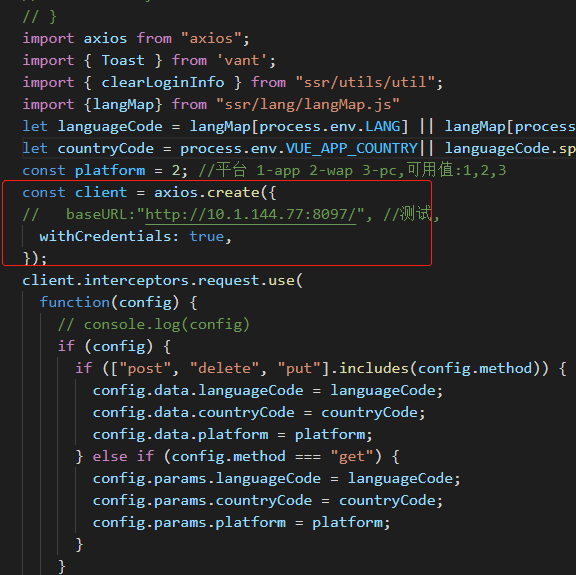 // }
import axios from "axios";
import { Toast } from 'vant';
import { clearLoginInfo } from "ssr/utils/util";
import {langMap} from "ssr/lang/langMap.js"
let languageCode = langMap[process.env.LANG] || langMap[process
let countryCode = process.env.VUE_APP_COUNTRY|| languageCode.sp
const platform = 2; //平台 1-app 2-wap 3-pc,可用值:1,2,3
const client = axios.create({
//   baseURL:"http://10.1.144.77:8097/", //测试,
  withCredentials: true,
});
client.interceptors.request.use(
  function(config) {
    // console.log(config)
    if (config) {
      if (["post", "delete", "put"].includes(config.method)) {
        config.data.languageCode = languageCode;
        config.data.countryCode = countryCode;
        config.data.platform = platform;
      } else if (config.method === "get") {
        config.params.languageCode = languageCode;
        config.params.countryCode = countryCode;
        config.params.platform = platform;
      }
    }